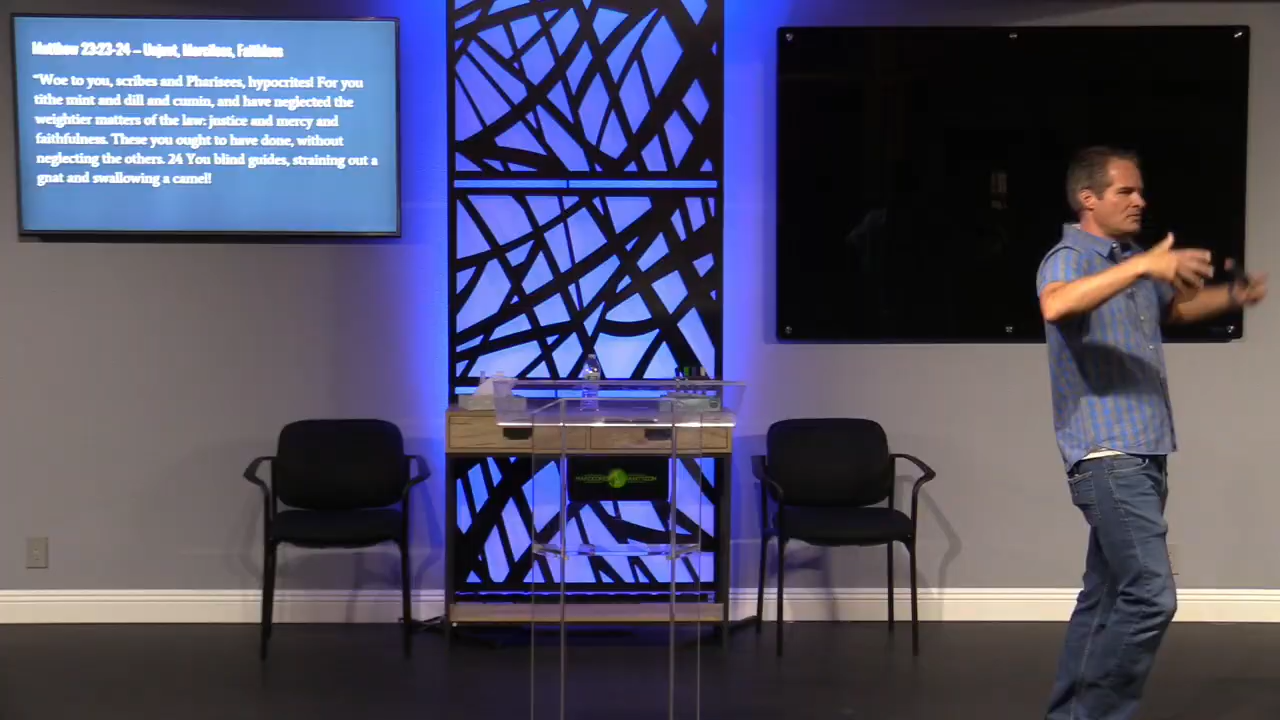 Matthew 23:23-24 – Unjust, Merciless, Faithless
“Woe to you, scribes and Pharisees, hypocrites! For you
tithe mint and dill and cumin, and have neglected the
weightier matters of the law: justice and mercy and
faithfulness. These you ought to have done, without
neglecting the others. 24 You blind guides, straining out a
gnat and swallowing a camel!